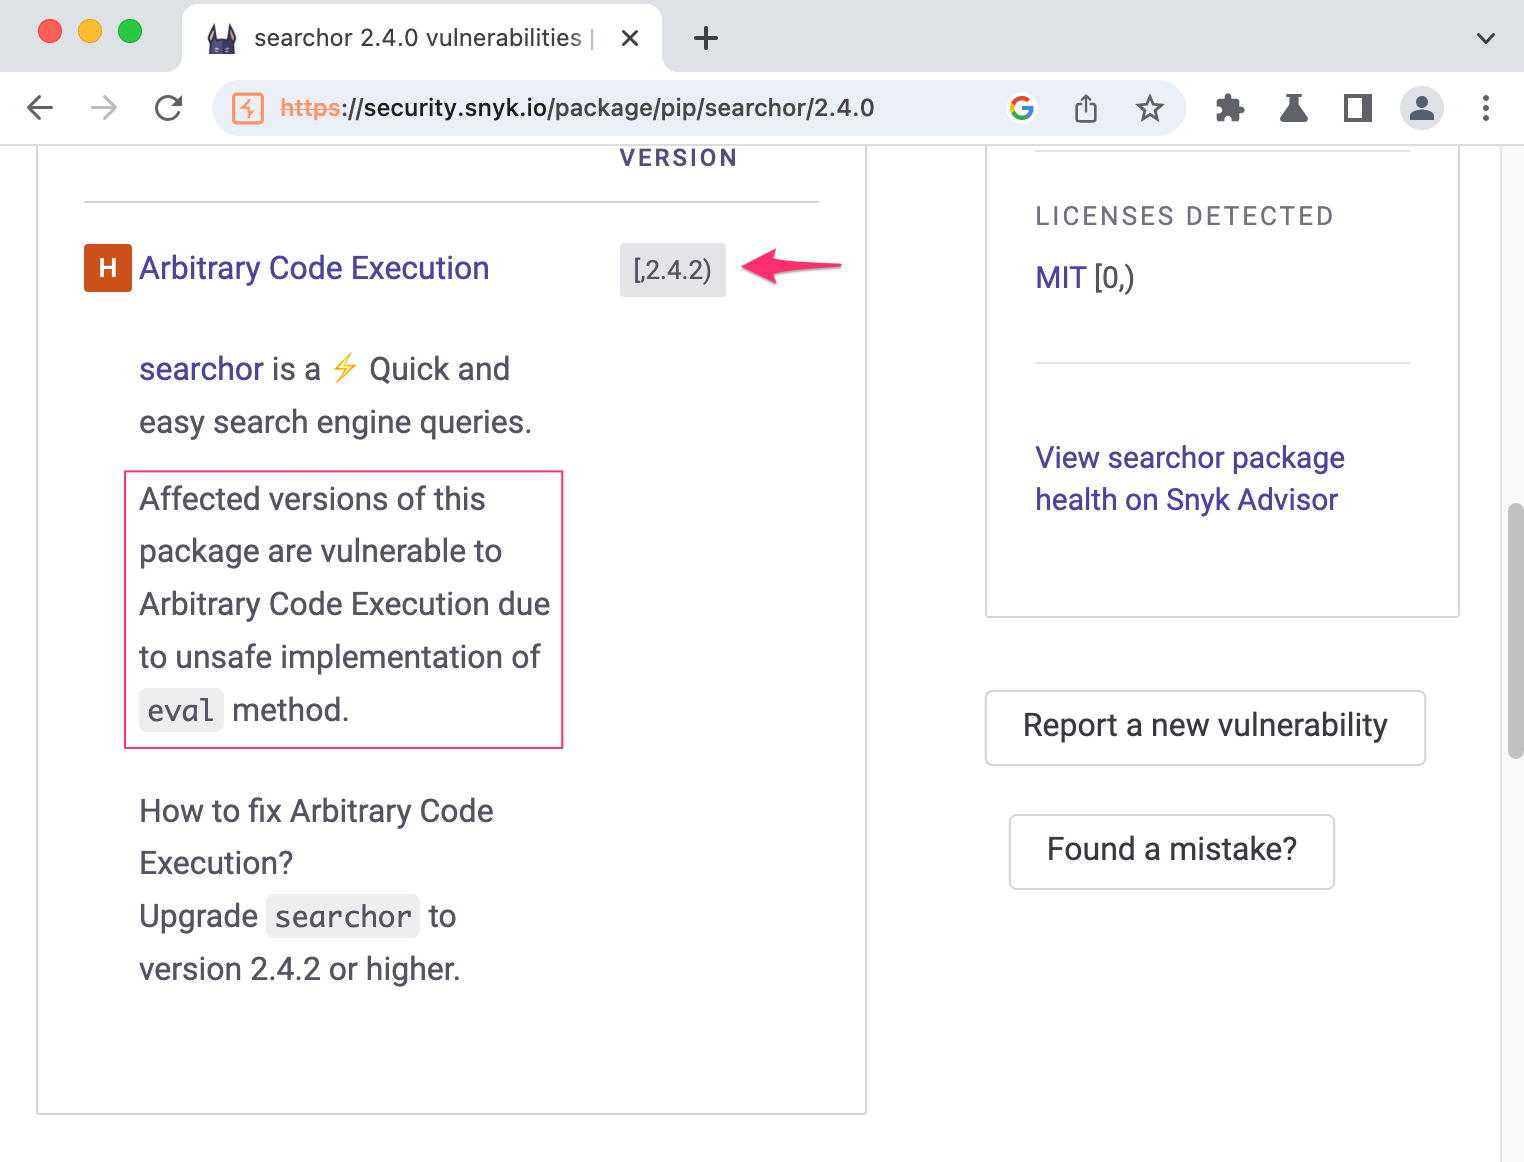 searchor 2.4.0 vulnerabilities |
https://security.snyk.io/package/pip/searchor/2.4.0
VERSION
H Arbitrary Code Execution [,2.4.2)
searchor is a ⚡ Quick and
easy search engine queries.
Affected versions of this
package are vulnerable to
Arbitrary Code Execution due
to unsafe implementation of
eval method.
How to fix Arbitrary Code
Execution?
Upgrade searchor to
version 2.4.2 or higher.
LICENSES DETECTED
MIT [0,)
View searchor package
health on Snyk Advisor
Report a new vulnerability
Found a mistake?